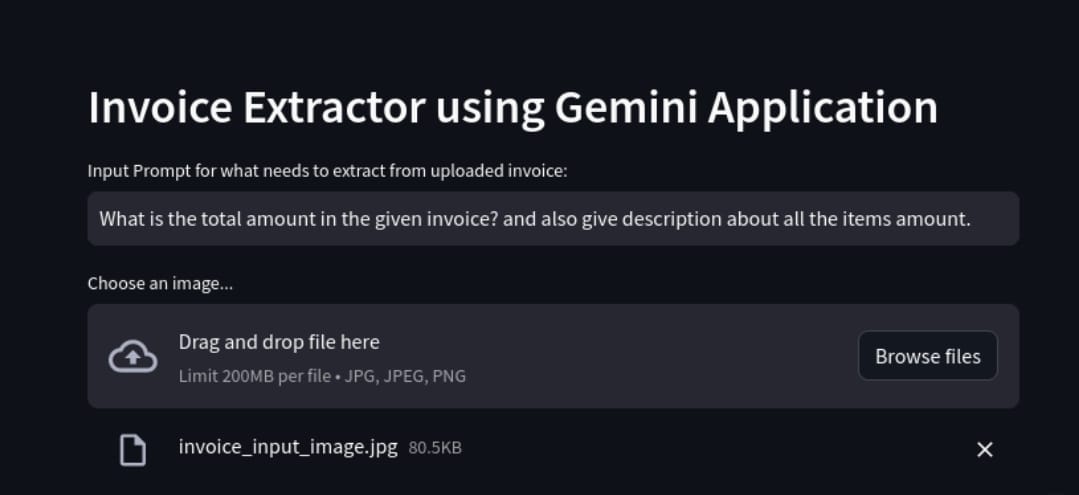 Invoice Extractor using Gemini Application
Input Prompt for what needs to extract from uploaded invoice:
What is the total amount in the given invoice? and also give description about all the items amount.
Choose an image...
Drag and drop file here
Limit 200MB per file • JPG, JPEG, PNG
Browse files
invoice_input_image.jpg 80.5KB